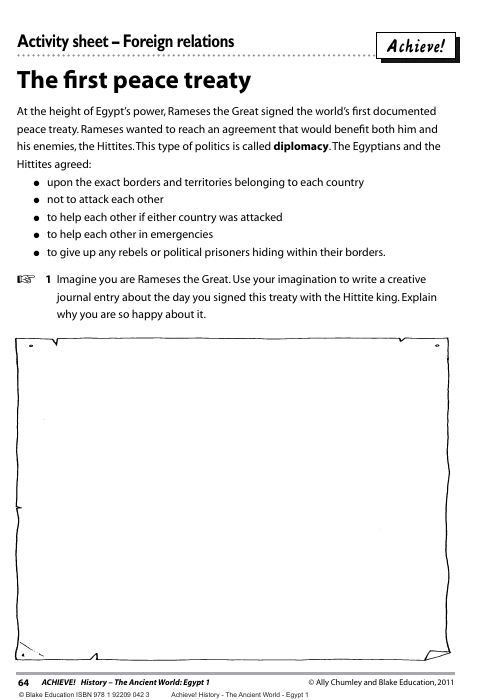 Activity sheet – Foreign relations
Achieve!
The first peace treaty
At the height of Egypt's power, Rameses the Great signed the world's first documented
peace treaty. Rameses wanted to reach an agreement that would benefit both him and
his enemies, the Hittites. This type of politics is called diplomacy. The Egyptians and the
Hittites agreed:
● upon the exact borders and territories belonging to each country
● not to attack each other
● to help each other if either country was attacked
● to help each other in emergencies
● to give up any rebels or political prisoners hiding within their borders.
☞ 1 Imagine you are Rameses the Great. Use your imagination to write a creative
journal entry about the day you signed this treaty with the Hittite king. Explain
why you are so happy about it.
64 ACHIEVE! History – The Ancient World: Egypt 1 © Ally Chumley and Blake Education, 2011
© Blake Education ISBN 978 1 92209 042 3 Achieve! History - The Ancient World - Egypt 1